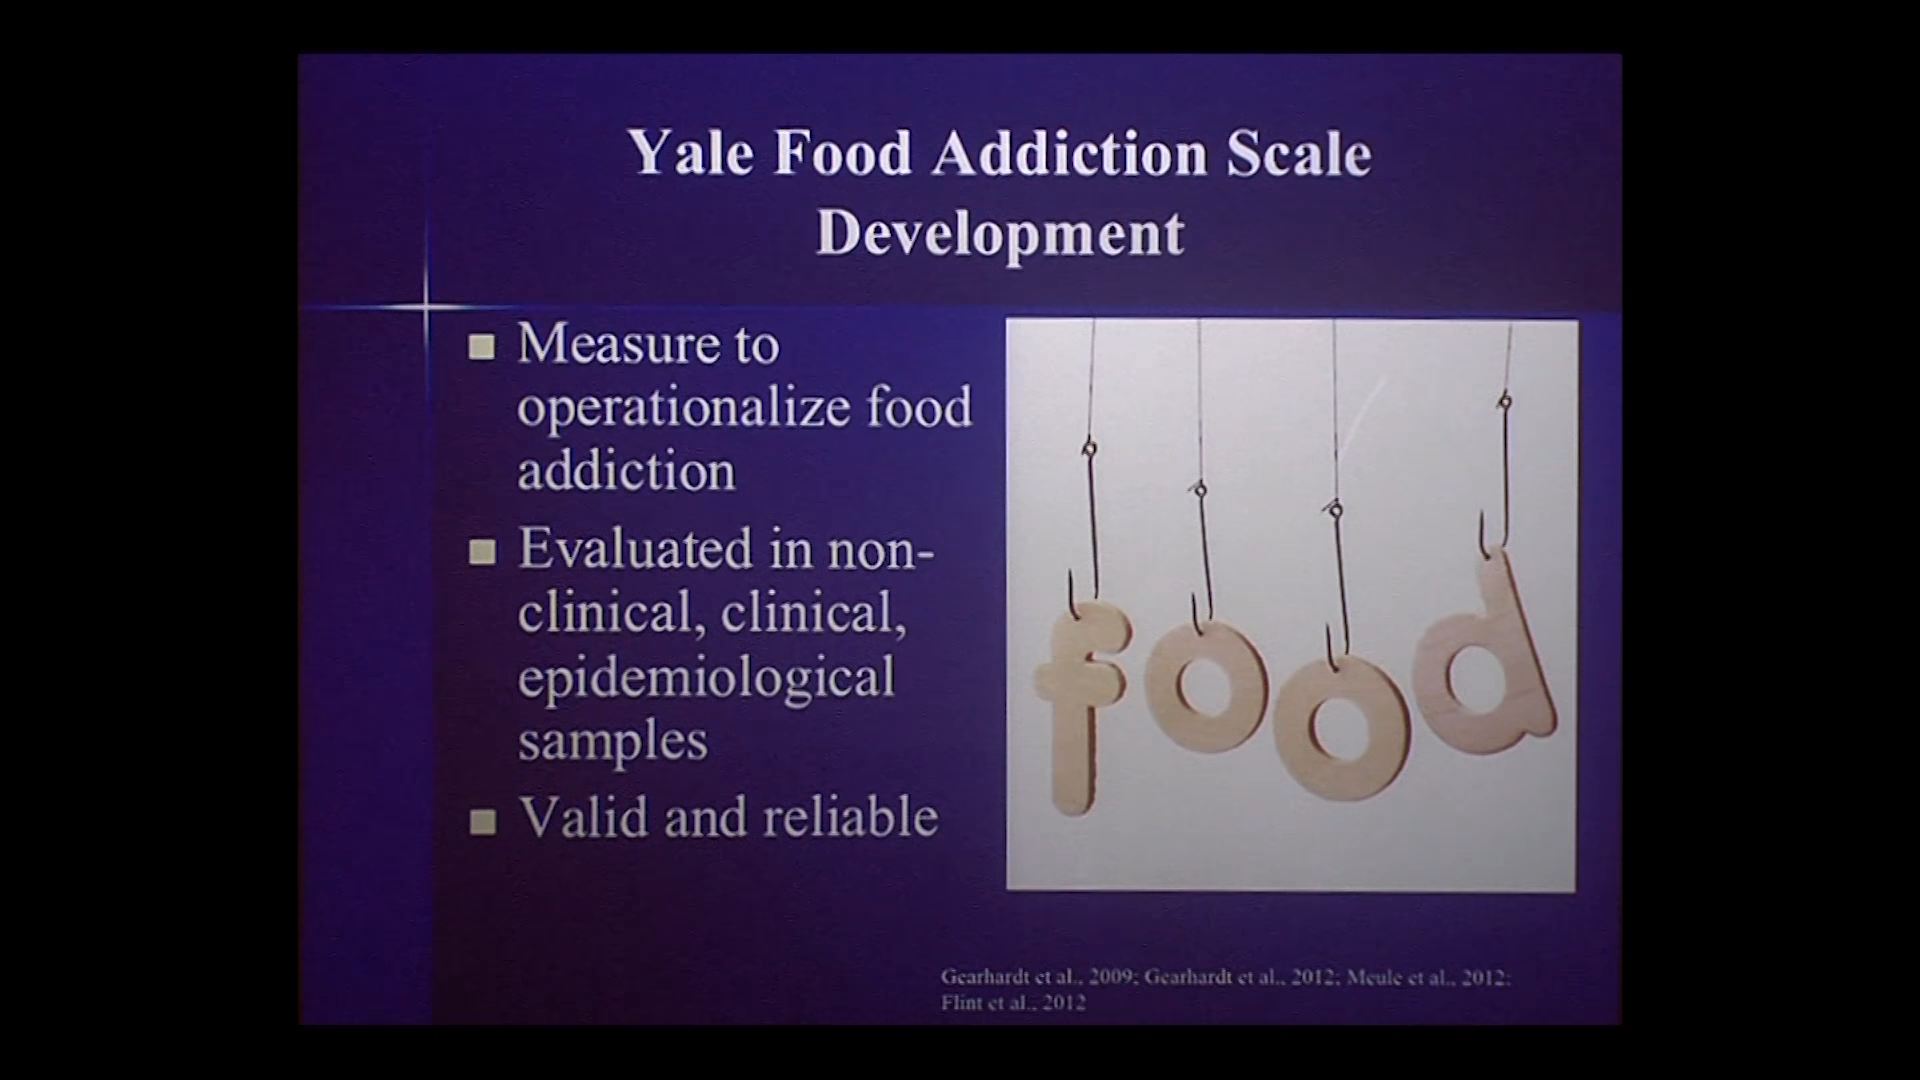 Yale Food Addiction Scale
Development
Measure to
operationalize food
addiction
Evaluated in non-
clinical, clinical,
epidemiological
samples
Valid and reliable
food
Gearhardt et al., 2009; Gearhardt et al., 2012; Meule et al., 2012;
Flint et al., 2012